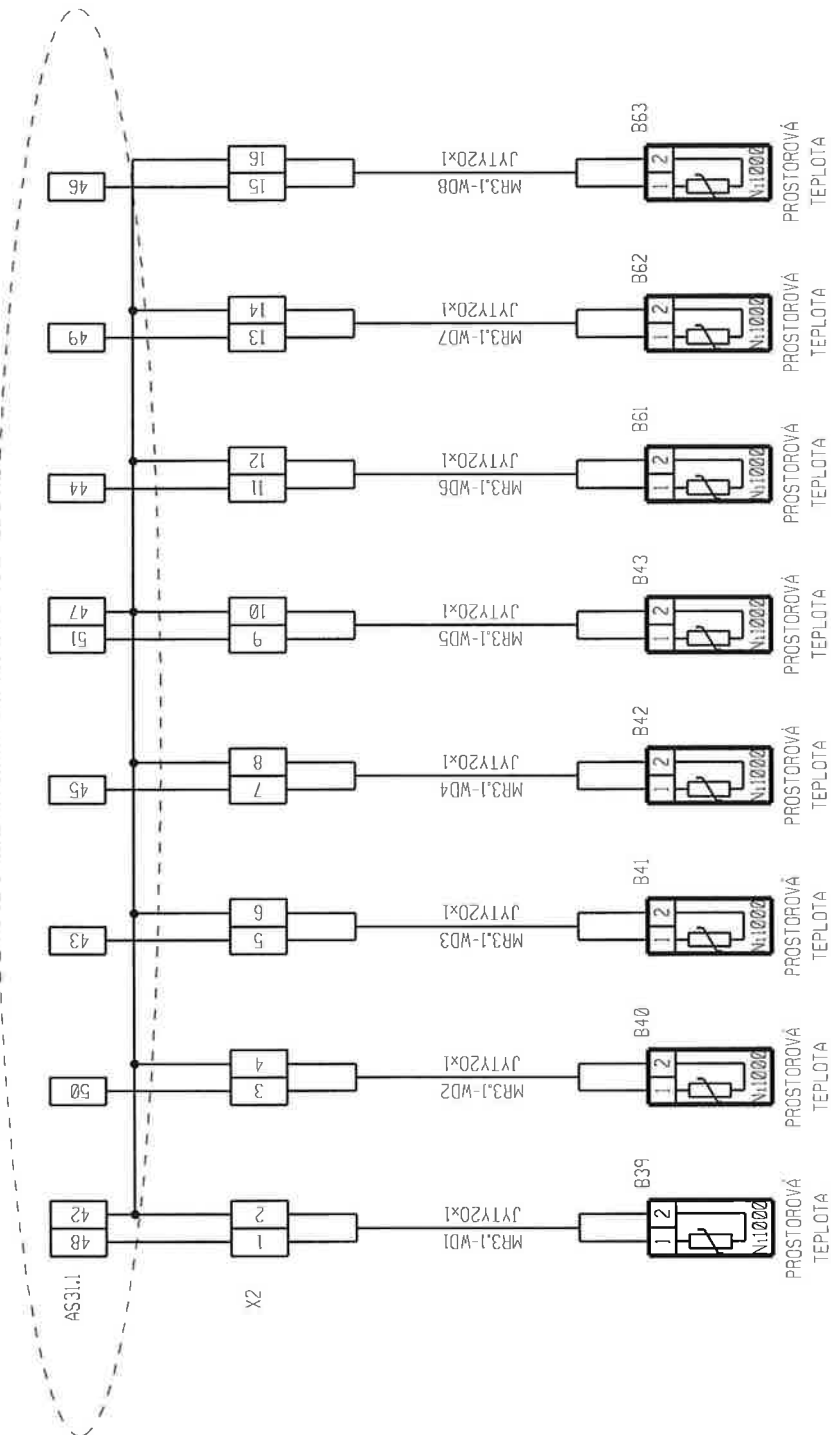 AS31.1
48
42
50
43
45
51
47
44
49
46
X2
1
2
3
4
5
6
7
8
9
10
11
12
13
14
15
16
MR3.1-WD1
JYTY20x1
MR3.1-WD2
JYTY20x1
MR3.1-WD3
JYTY20x1
MR3.1-WD4
JYTY20x1
MR3.1-WD5
JYTY20x1
MR3.1-WD6
JYTY20x1
MR3.1-WD7
JYTY20x1
MR3.1-WD8
JYTY20x1
B39
1 2
Ni1000
PROSTOROVÁ
TEPLOTA
B40
1 2
Ni1000
PROSTOROVÁ
TEPLOTA
B41
1 2
Ni1000
PROSTOROVÁ
TEPLOTA
B42
1 2
Ni1000
PROSTOROVÁ
TEPLOTA
B43
1 2
Ni1000
PROSTOROVÁ
TEPLOTA
B61
1 2
Ni1000
PROSTOROVÁ
TEPLOTA
B62
1 2
Ni1000
PROSTOROVÁ
TEPLOTA
B63
1 2
Ni1000
PROSTOROVÁ
TEPLOTA